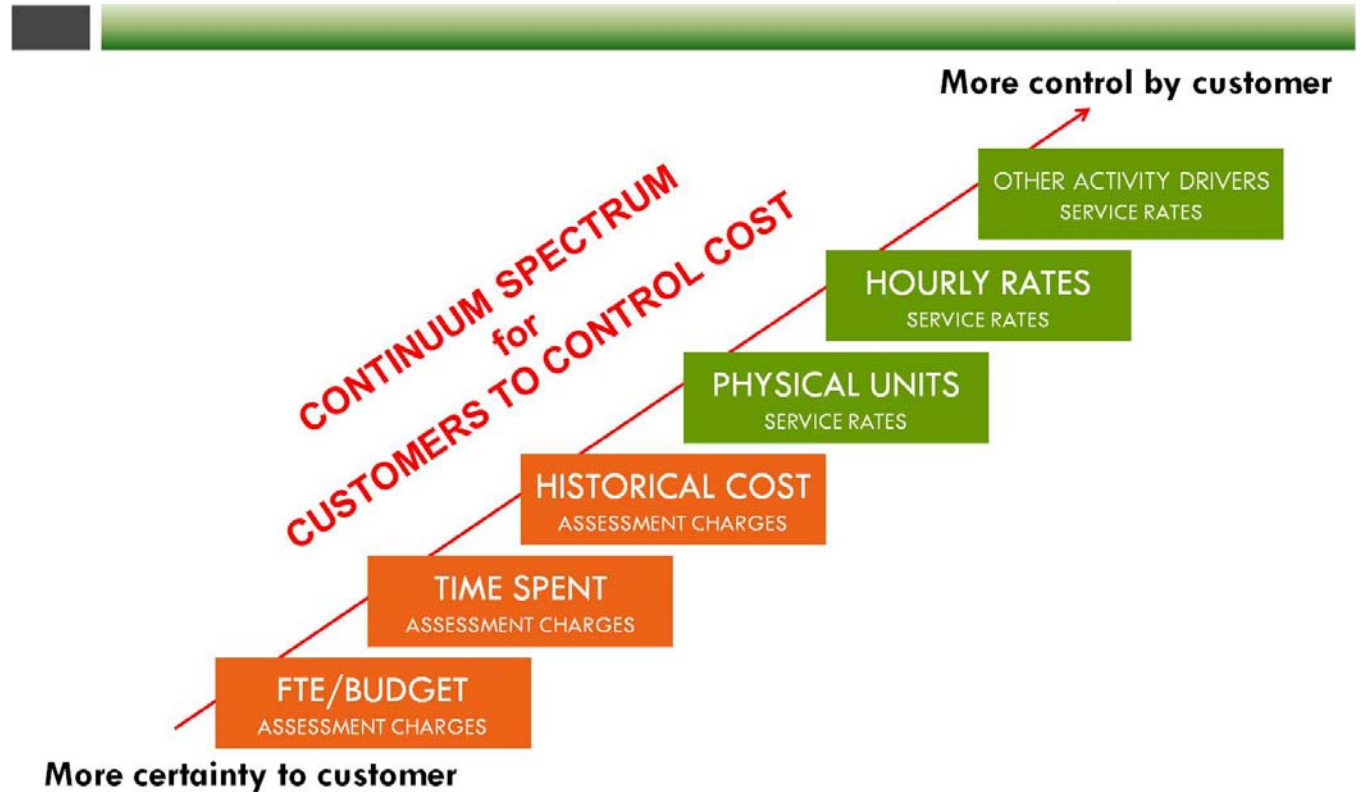 More control by customer
OTHER ACTIVITY DRIVERS
SERVICE RATES
HOURLY RATES
SERVICE RATES
CONTINUUM SPECTRUM
for
CUSTOMERS TO CONTROL COST
PHYSICAL UNITS
SERVICE RATES
HISTORICAL COST
ASSESSMENT CHARGES
TIME SPENT
ASSESSMENT CHARGES
FTE/BUDGET
ASSESSMENT CHARGES
More certainty to customer